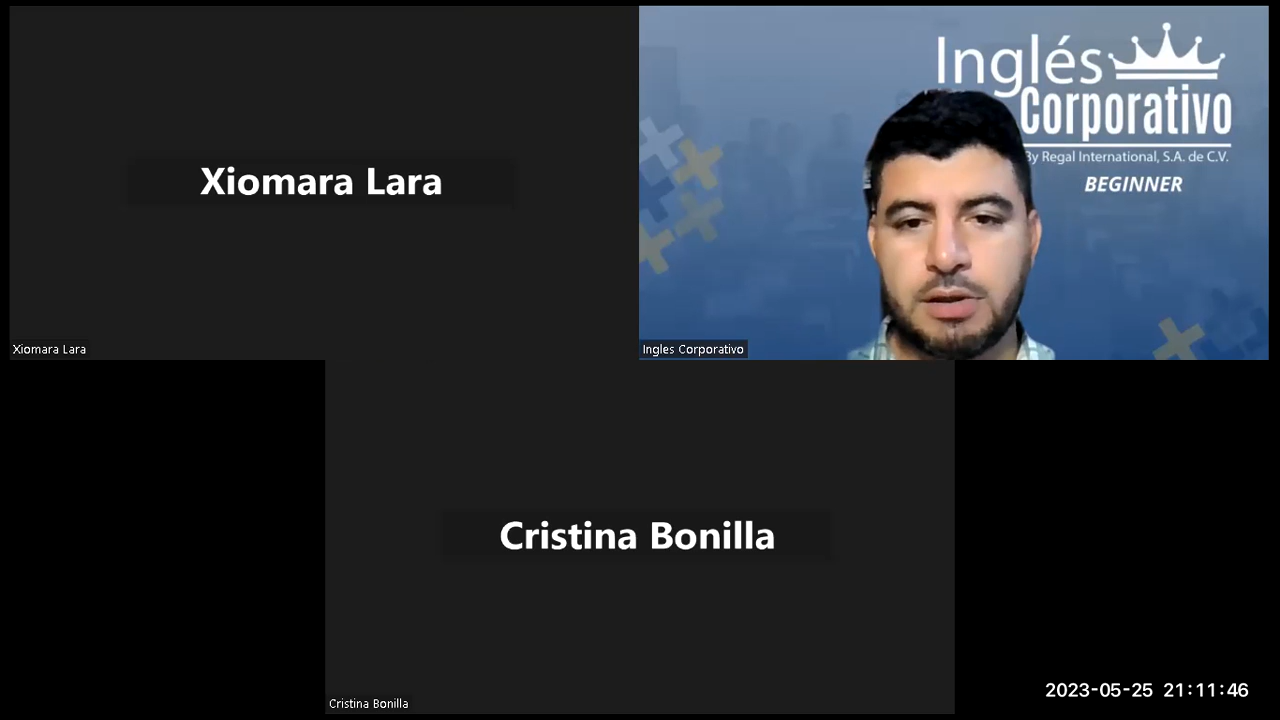 Xiomara Lara
Xiomara Lara
Inglés
Corporativo
By Regal International, S.A. de C.V.
BEGINNER
Ingles Corporativo
Cristina Bonilla
Cristina Bonilla
2023-05-25 21:11:46